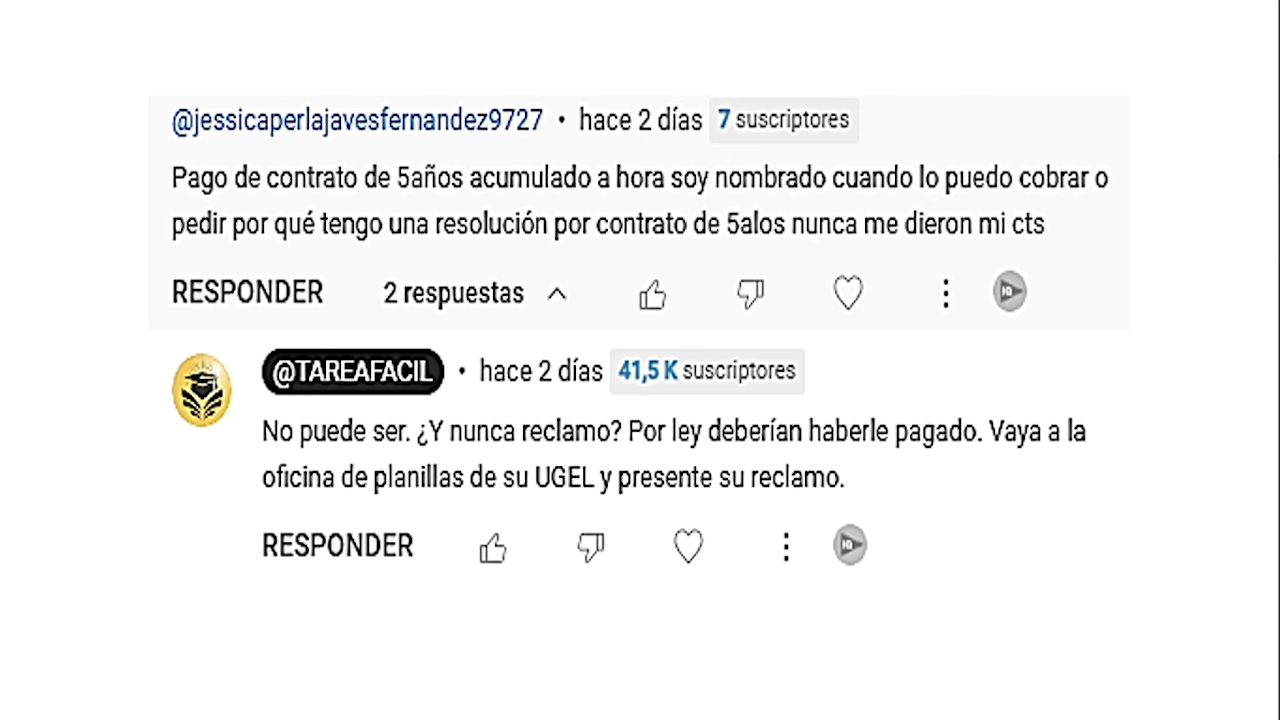 @jessicaperlajavesfernandez9727 • hace 2 días 7 suscriptores
Pago de contrato de 5años acumulado a hora soy nombrado cuando lo puedo cobrar o
pedir por qué tengo una resolución por contrato de 5alos nunca me dieron mi cts
RESPONDER 2 respuestas
@TAREAFACIL • hace 2 días 41,5 K suscriptores
No puede ser. ¿Y nunca reclamo? Por ley deberían haberle pagado. Vaya a la
oficina de planillas de su UGEL y presente su reclamo.
RESPONDER